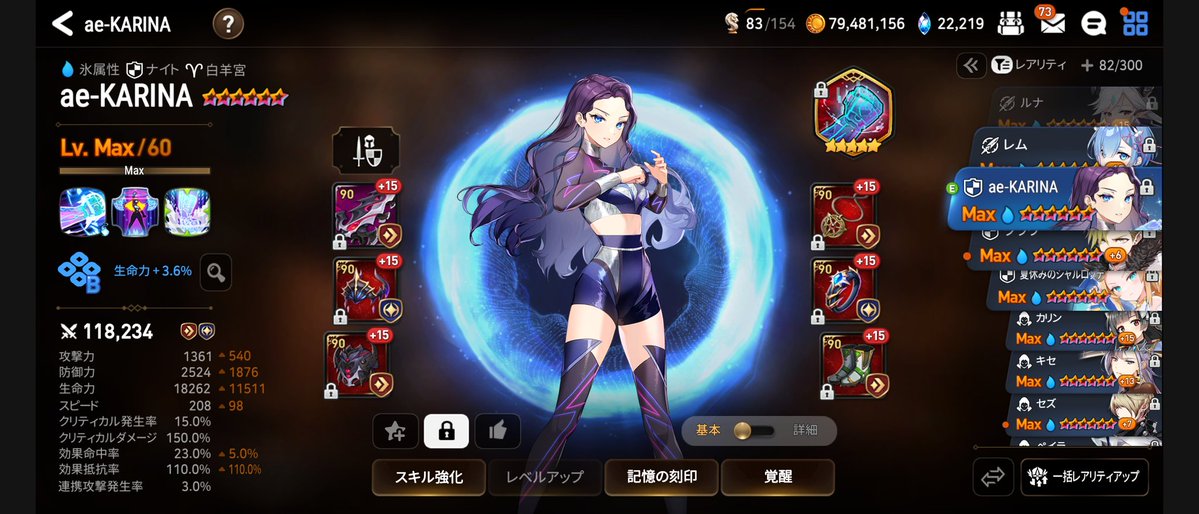 ae-KARINA ?
83/154 79,481,156 22,219 73
氷属性 ナイト 白羊宮
ae-KARINA
Lv. Max/60
Max
B 生命力+3.6%
118,234
攻撃力 1361 540
防御力 2524 1876
生命力 18262 11511
スピード 208 98
クリティカル発生率 15.0%
クリティカルダメージ 150.0%
効果命中率 23.0% 5.0%
効果抵抗率 110.0% 110.0%
連携攻撃発生率 3.0%
90 +15
90 +15
90 +15
90 +15
90 +15
90 +15
基本 詳細
スキル強化 レベルアップ 記憶の刻印 覚醒
レアリティ + 82/300
ルナ
Max
レム
Max
E ae-KARINA
Max
Max +6
夏休みのシャルロッテ
Max
カリン
Max +15
キセ
Max +13
セズ
Max +7
一括レアリティアップ